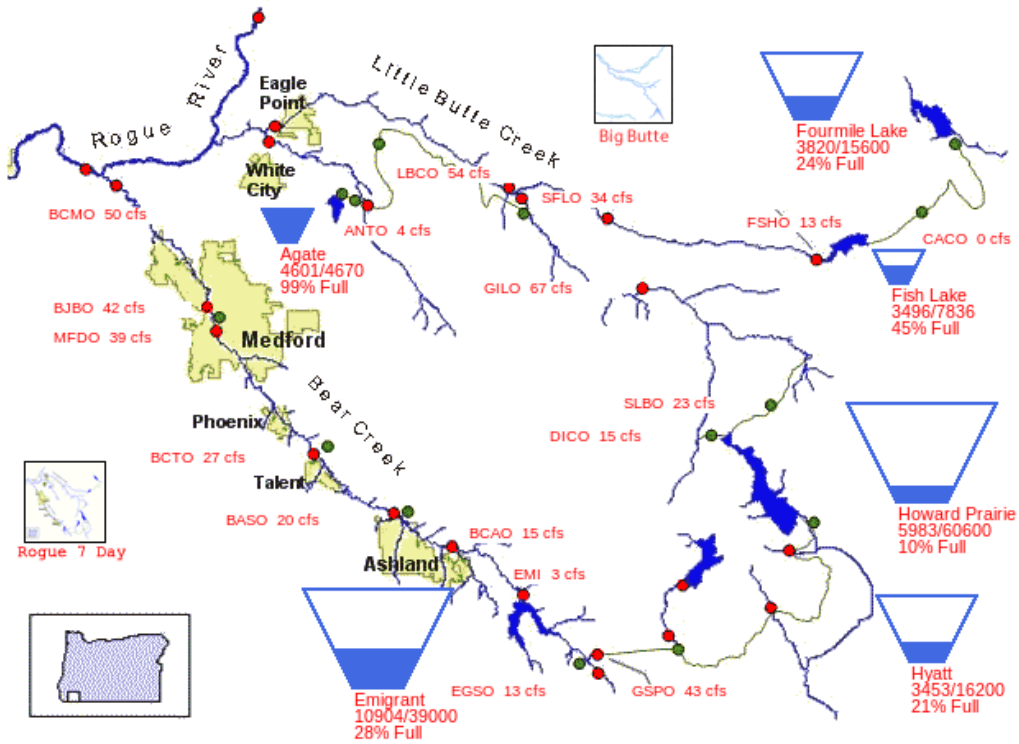 Rogue River
Eagle
Point
Little Butte Creek
Big Butte
Fourmile Lake
3820/15600
24% Full
White
City
LBCO 54 cfs
SFLO 34 cfs
BCMO 50 cfs
ANTO 4 cfs
FSHO 13 cfs
CACO 0 cfs
Agate
4601/4670
99% Full
GILO 67 cfs
Fish Lake
3496/7836
45% Full
BJBO 42 cfs
MFDO 39 cfs
Medford
Bear Creek
SLBO 23 cfs
Phoenix
DICO 15 cfs
BCTO 27 cfs
Talent
Howard Prairie
5983/60600
10% Full
BASO 20 cfs
BCAO 15 cfs
Rogue 7 Day
Ashland
EMI 3 cfs
Hyatt
3453/16200
21% Full
EGSO 13 cfs
GSPO 43 cfs
Emigrant
10904/39000
28% Full